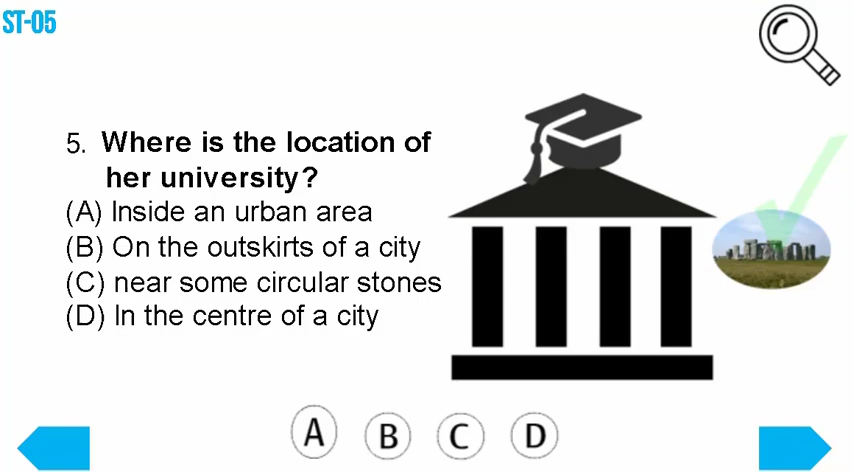 ST-05
5. Where is the location of
her university?
(A) Inside an urban area
(B) On the outskirts of a city
(C) near some circular stones
(D) In the centre of a city
A B C D